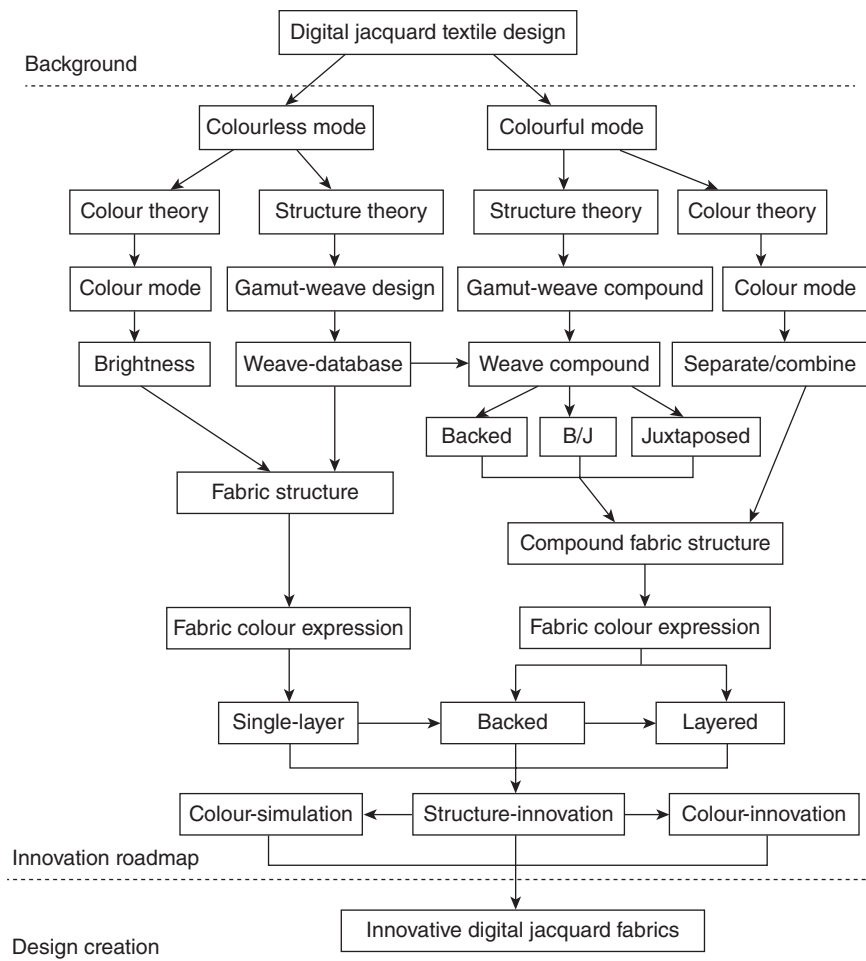 Digital jacquard textile design
Background
Colourless mode
Colourful mode
Colour theory
Structure theory
Structure theory
Colour theory
Colour mode
Gamut-weave design
Gamut-weave compound
Colour mode
Brightness
Weave-database
Weave compound
Separate/combine
Backed
B/J
Juxtaposed
Fabric structure
Compound fabric structure
Fabric colour expression
Fabric colour expression
Single-layer
Backed
Layered
Colour-simulation
Structure-innovation
Colour-innovation
Innovation roadmap
Innovative digital jacquard fabrics
Design creation